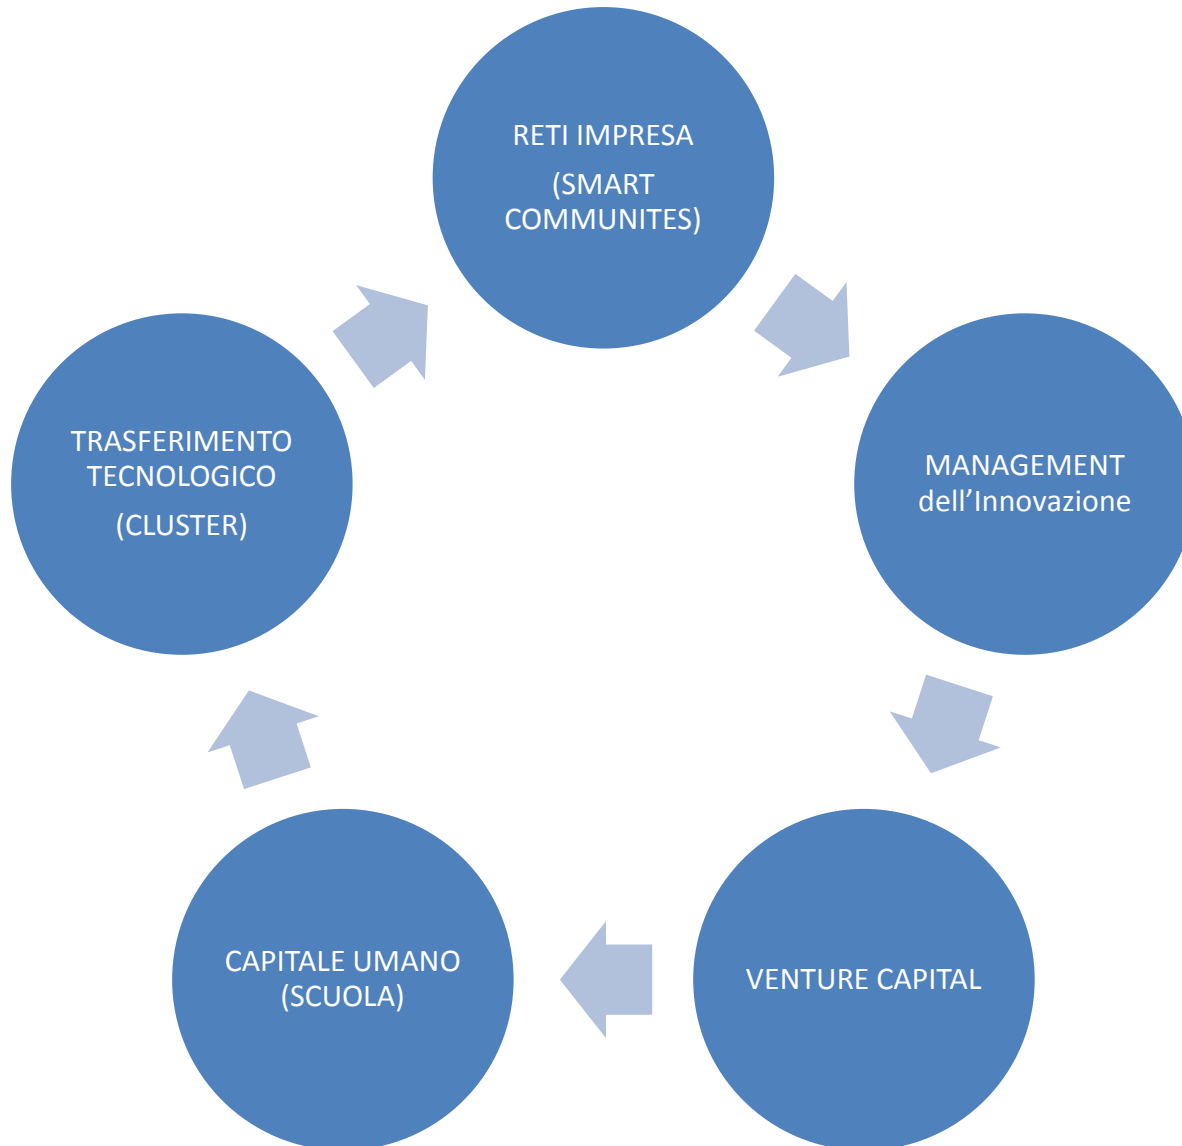 RETI IMPRESA
(SMART
COMMUNITES)
MANAGEMENT
dell’Innovazione
VENTURE CAPITAL
CAPITALE UMANO
(SCUOLA)
TRASFERIMENTO
TECNOLOGICO
(CLUSTER)